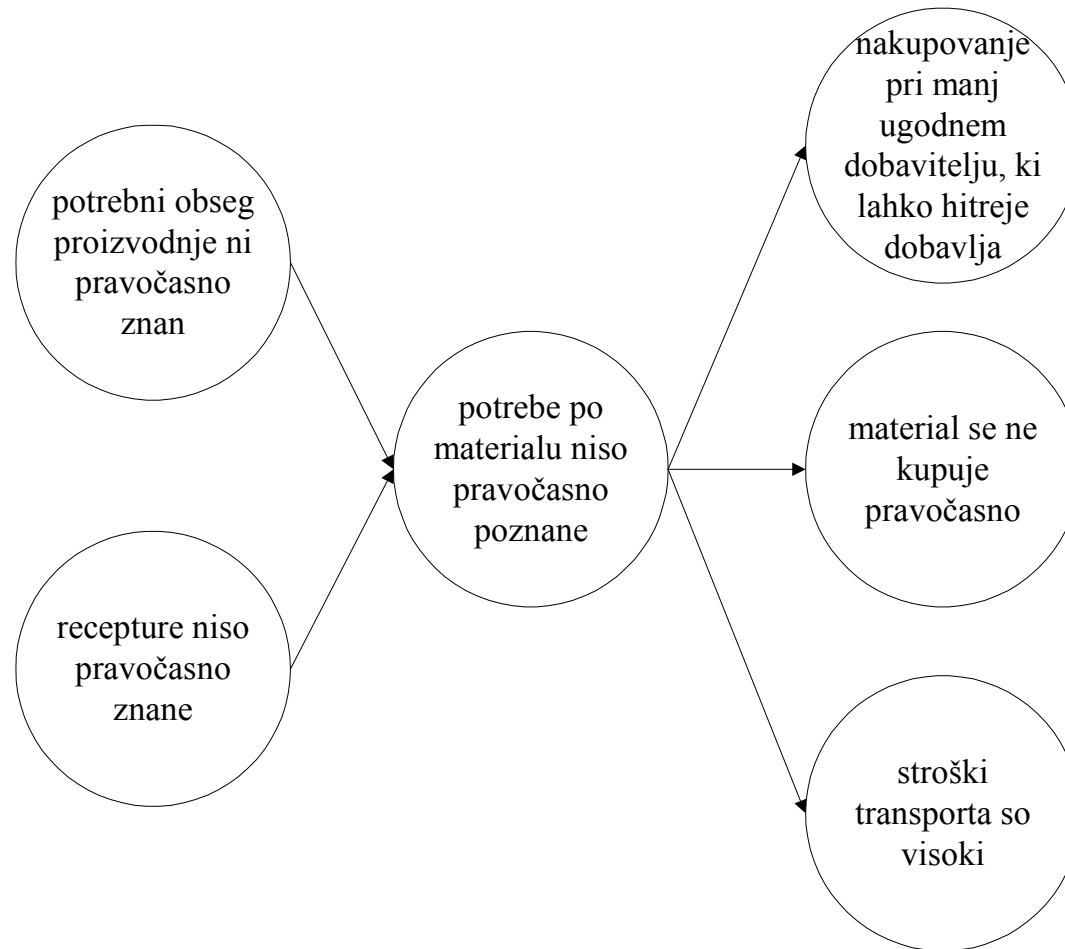 potrebni obseg
proizvodnje ni
pravočasno
znan
recepture niso
pravočasno
znane
potrebe po
materialu niso
pravočasno
poznane
nakupovanje
pri manj
ugodnem
dobavitelju, ki
lahko hitreje
dobavlja
material se ne
kupuje
pravočasno
stroški
transporta so
visoki